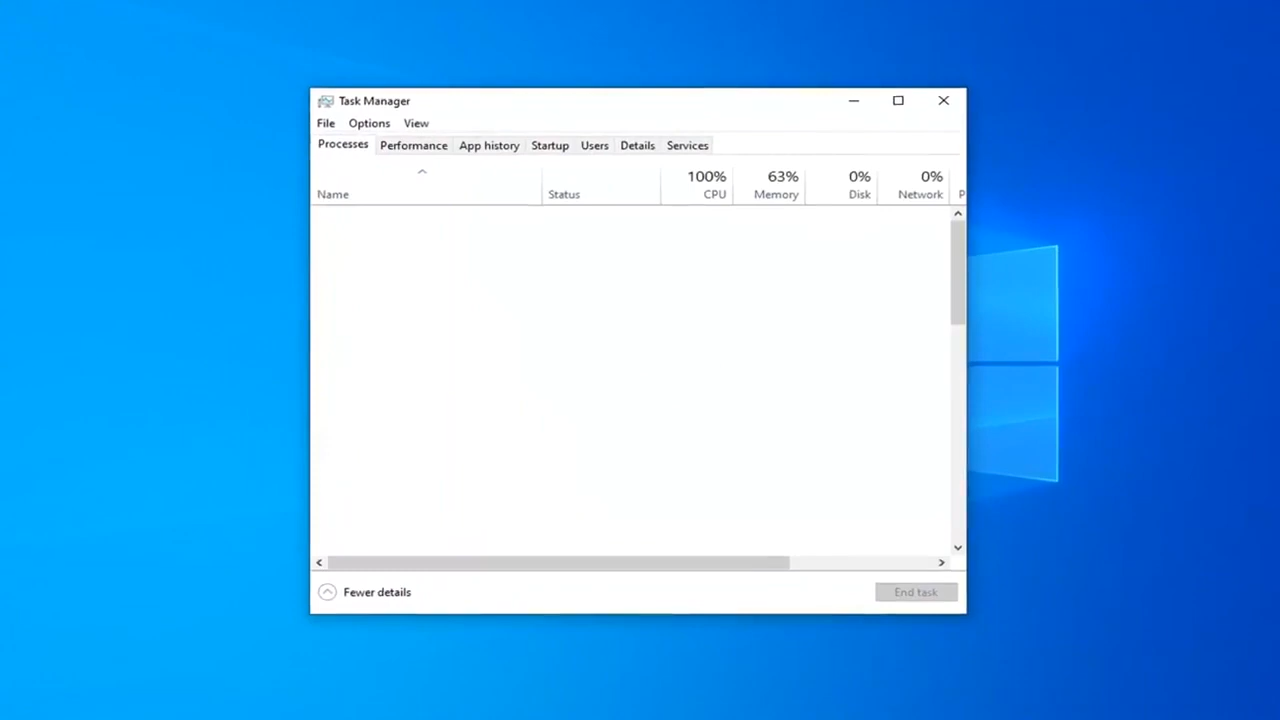 Task Manager
File Options View
Processes Performance App history Startup Users Details Services
100% 63% 0% 0%
Name Status CPU Memory Disk Network P
Fewer details End task